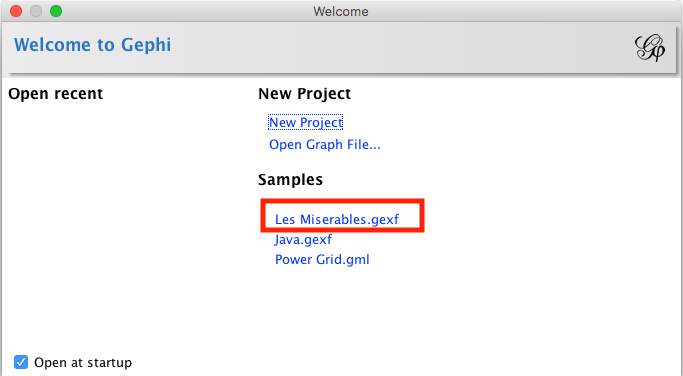 Welcome
Welcome to Gephi
Open recent
New Project
New Project
Open Graph File...
Samples
Les Miserables.gexf
Java.gexf
Power Grid.gml
Open at startup